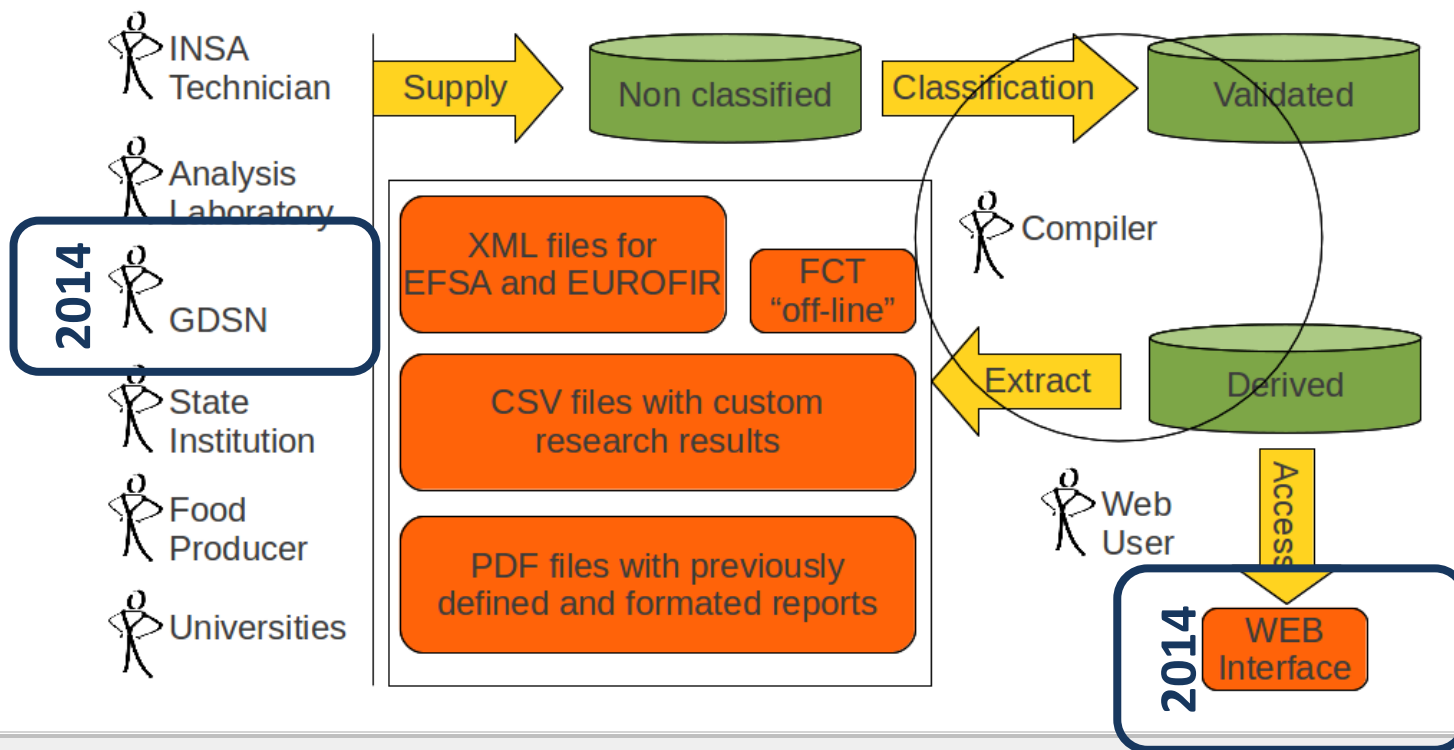 INSA
Technician
Analysis
Laboratory
2014
GDSN
State
Institution
Food
Producer
Universities
Supply
Non classified
Classification
Validated
XML files for
EFSA and EUROFIR
FCT
“off-line”
CSV files with custom
research results
PDF files with previously
defined and formated reports
Compiler
Extract
Derived
Web
User
Access
2014
WEB
Interface